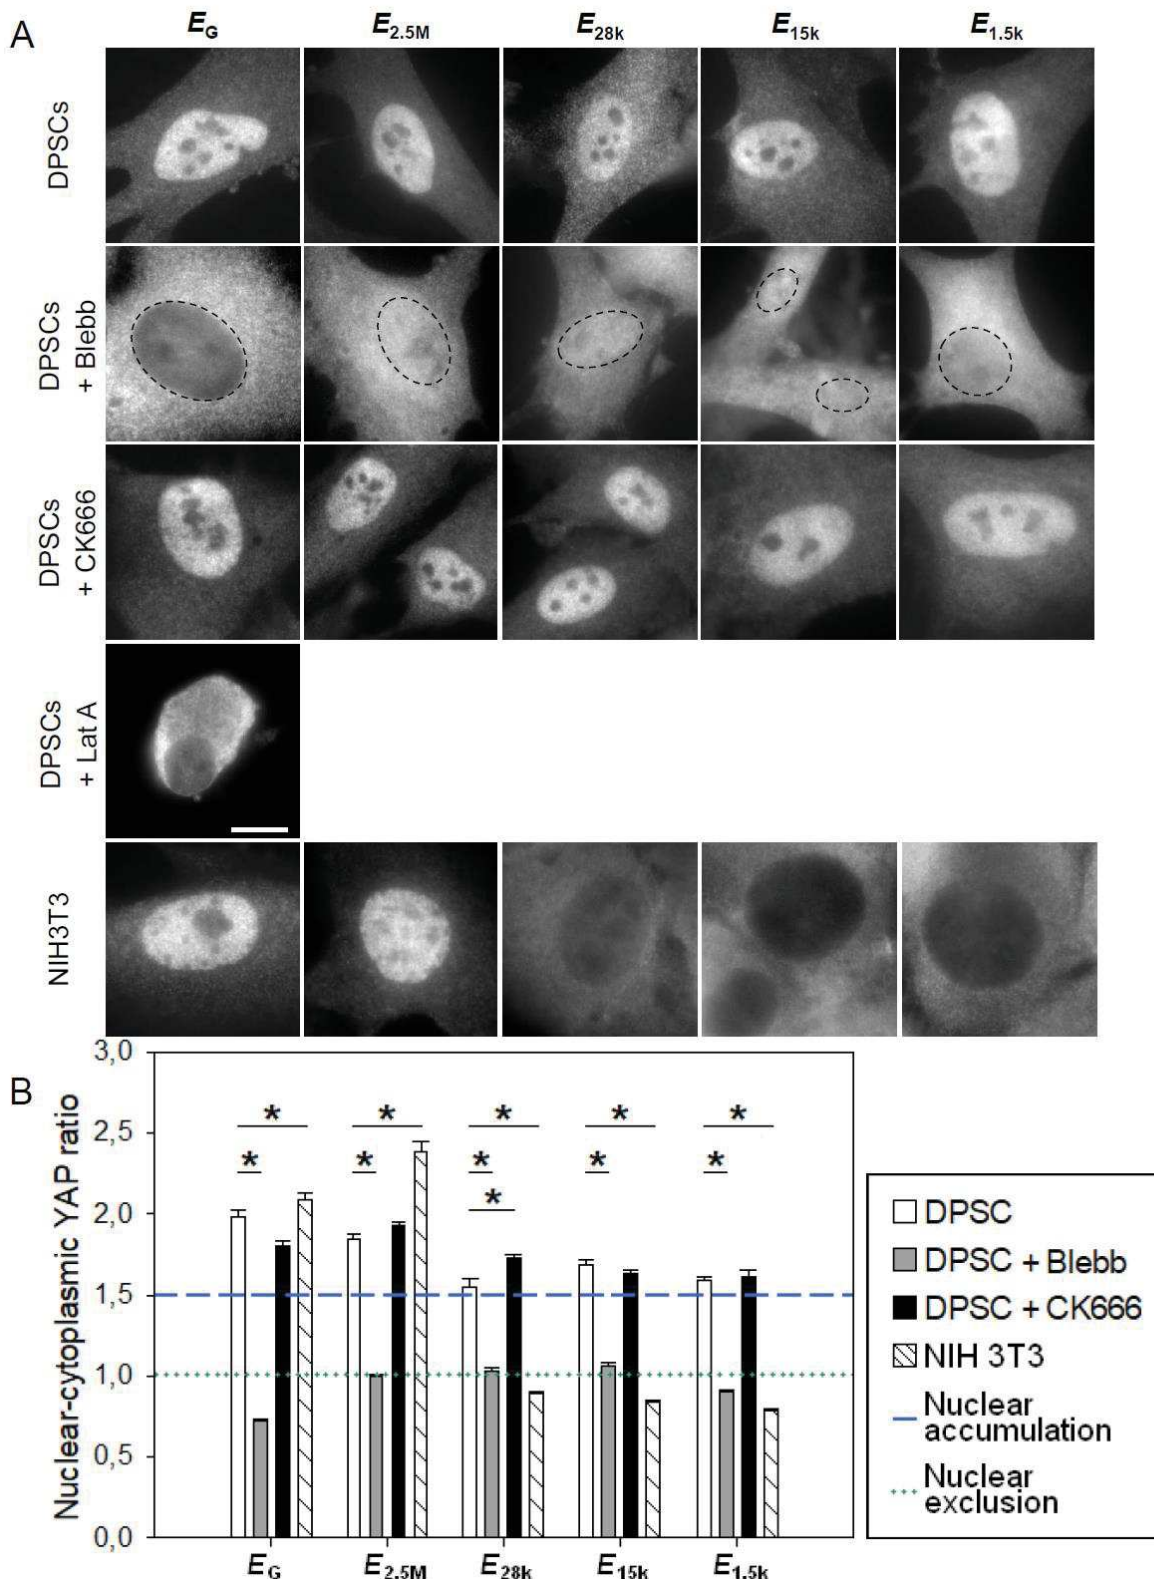 A
E_G E_2.5M E_28k E_15k E_1.5k
DPSCs
DPSCs
+ Blebb
DPSCs
+ CK666
DPSCs
+ Lat A
NIH3T3
B
Nuclear-cytoplasmic YAP ratio
3,0
2,5
2,0
1,5
1,0
0,5
0,0
* * * * *
* * * * *
*
E_G E_2.5M E_28k E_15k E_1.5k
DPSC
DPSC + Blebb
DPSC + CK666
NIH 3T3
Nuclear
accumulation
Nuclear
exclusion